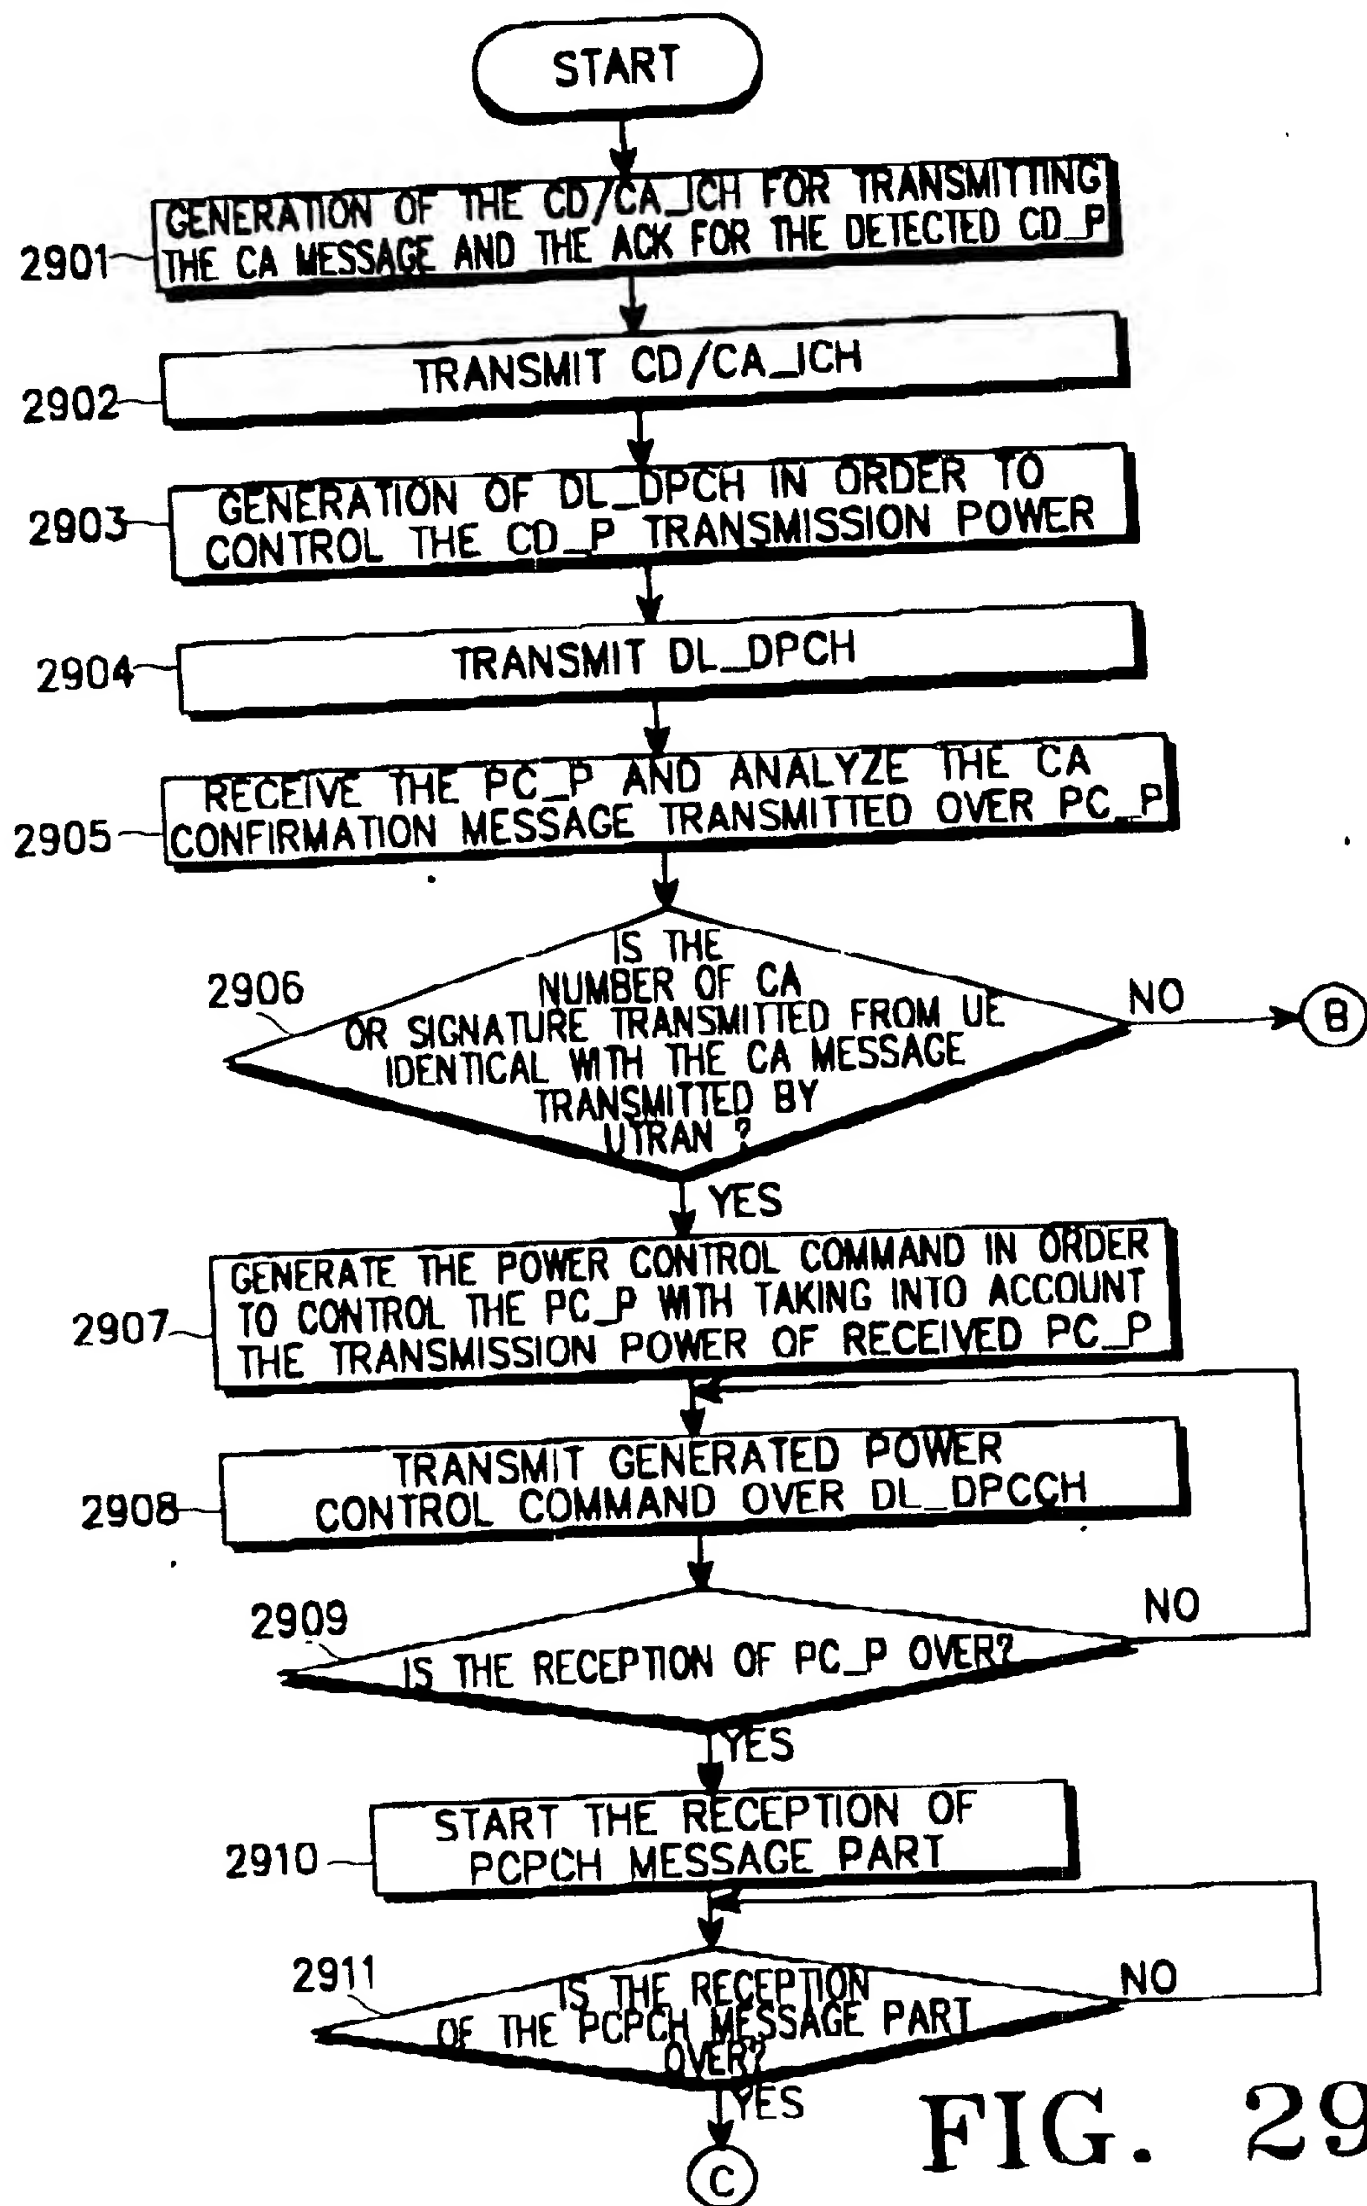 START
GENERATION OF THE CD/CA_ICH FOR TRANSMITTING
THE CA MESSAGE AND THE ACK FOR THE DETECTED CD_P
2901
TRANSMIT CD/CA_ICH
2902
GENERATION OF DL_DPCH IN ORDER TO
CONTROL THE CD_P TRANSMISSION POWER
2903
TRANSMIT DL_DPCH
2904
RECEIVE THE PC_P AND ANALYZE THE CA
CONFIRMATION MESSAGE TRANSMITTED OVER PC_P
2905
2906
IS THE
NUMBER OF CA
OR SIGNATURE TRANSMITTED FROM UE
IDENTICAL WITH THE CA MESSAGE
TRANSMITTED BY
UTRAN ?
NO
B
YES
GENERATE THE POWER CONTROL COMMAND IN ORDER
TO CONTROL THE PC_P WITH TAKING INTO ACCOUNT
THE TRANSMISSION POWER OF RECEIVED PC_P
2907
TRANSMIT GENERATED POWER
CONTROL COMMAND OVER DL_DPCCH
2908
2909
IS THE RECEPTION OF PC_P OVER?
NO
YES
START THE RECEPTION OF
PCPCH MESSAGE PART
2910
2911
IS THE RECEPTION
OF THE PCPCH MESSAGE PART
OVER?
NO
YES
C
FIG. 29